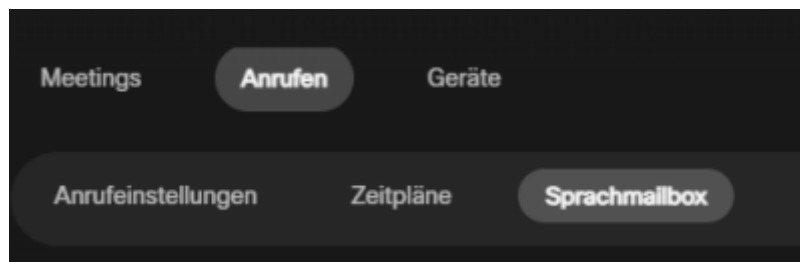 Meetings Anrufen Geräte
Anrufeinstellungen Zeitpläne Sprachmailbox